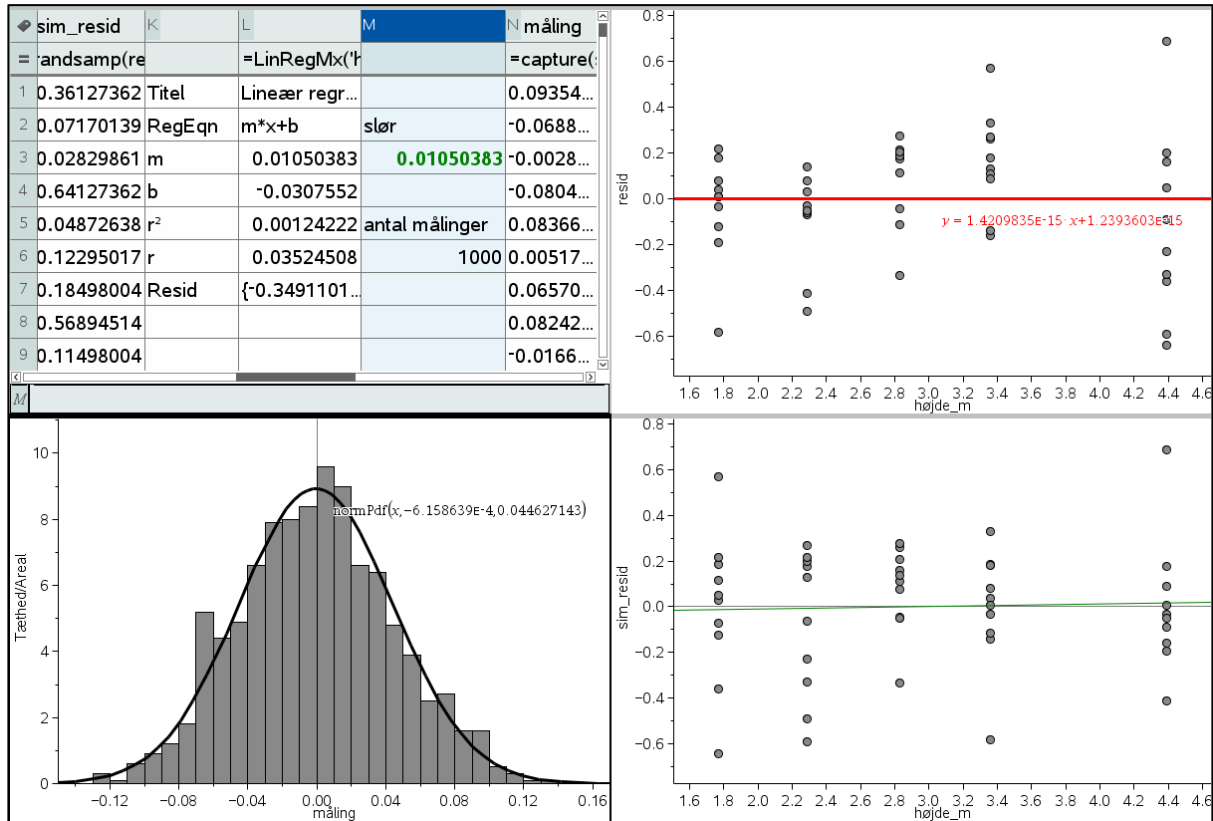 sim_resid K L M N måling
= randsamp(re =LinRegMx('h =capture(
1 0.36127362 Titel Lineær regr... 0.09354...
2 0.07170139 RegEqn m*x+b slør -0.0688...
3 0.02829861 m 0.01050383 0.01050383 -0.0028...
4 0.64127362 b -0.0307552 -0.0804...
5 0.04872638 r² 0.00124222 antal målinger 0.08366...
6 0.12295017 r 0.03524508 1000 0.00517...
7 0.18498004 Resid {-0.3491101... 0.06570...
8 0.56894514 0.08242...
9 0.11498004 -0.0166...
M
0.8
0.6
0.4
0.2
0.0
-0.2
-0.4
-0.6
resid
y = 1.4209835E-15· x+1.2393603E-15
1.6 1.8 2.0 2.2 2.4 2.6 2.8 3.0 3.2 3.4 3.6 3.8 4.0 4.2 4.4 4.6
højde_m
10
8
6
4
2
0
Tæthed/Areal
normPdf(x,-6.158639E-4,0.044627143)
-0.12 -0.08 -0.04 0.00 0.04 0.08 0.12 0.16
måling
0.8
0.6
0.4
0.2
0.0
-0.2
-0.4
-0.6
sim_resid
1.6 1.8 2.0 2.2 2.4 2.6 2.8 3.0 3.2 3.4 3.6 3.8 4.0 4.2 4.4 4.6
højde_m